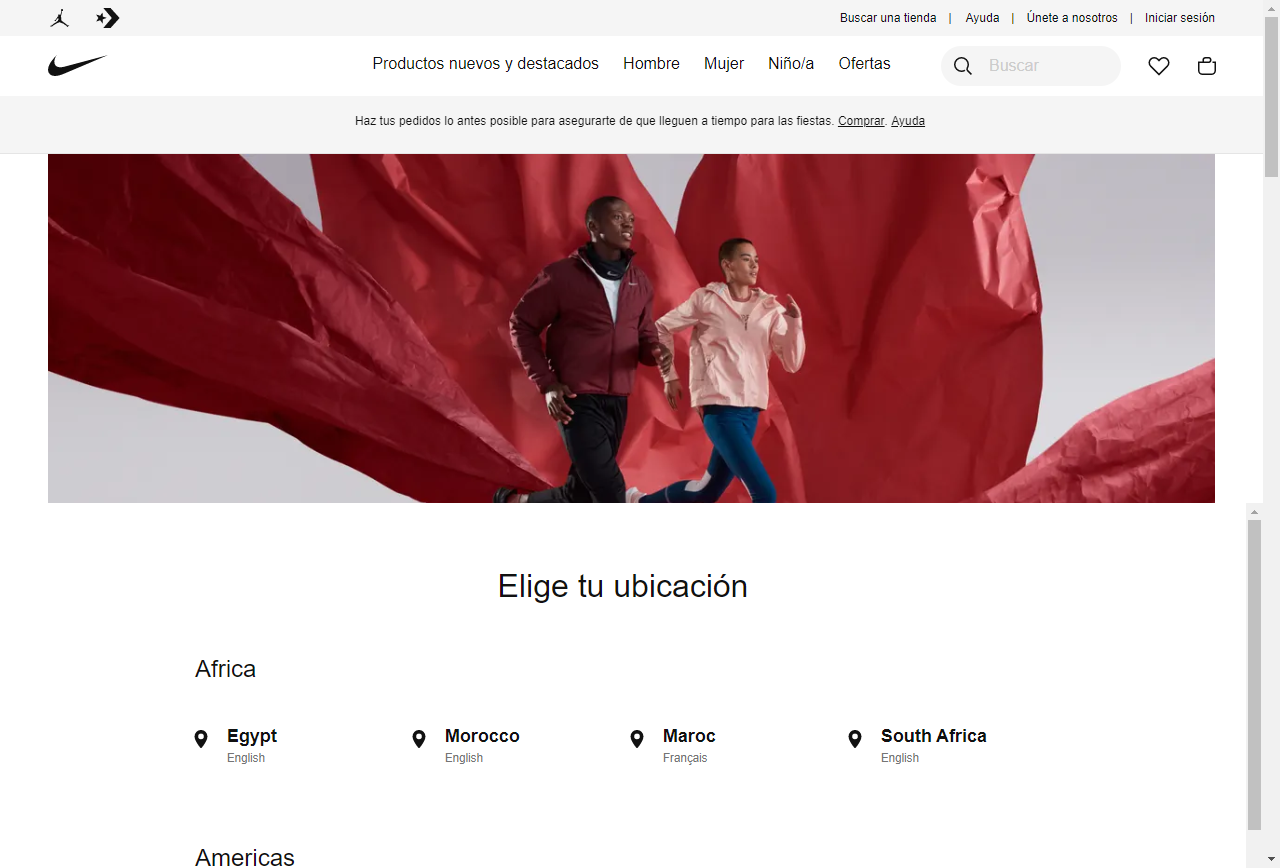 Buscar una tienda | Ayuda | Únete a nosotros | Iniciar sesión
Productos nuevos y destacados Hombre Mujer Niño/a Ofertas Buscar
Haz tus pedidos lo antes posible para asegurarte de que lleguen a tiempo para las fiestas. Comprar. Ayuda
Elige tu ubicación
Africa
Egypt Morocco Maroc South Africa
English English Français English
Americas